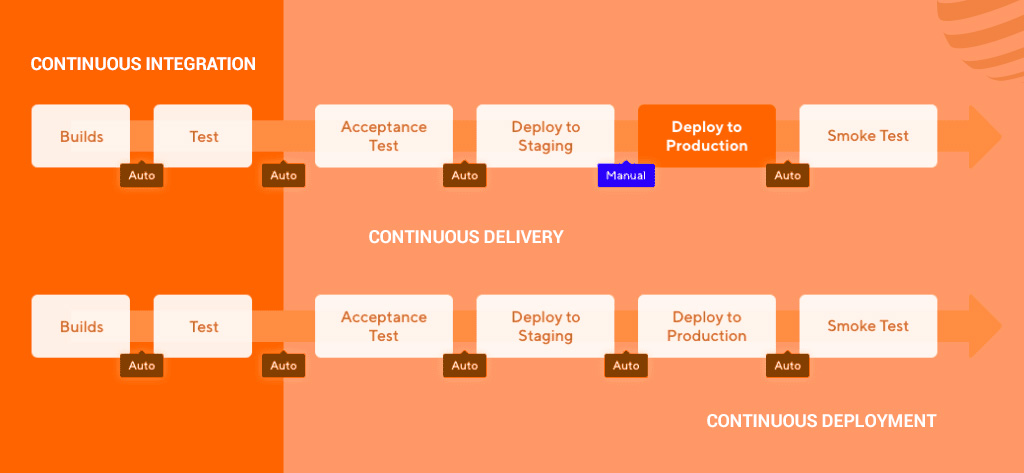 CONTINUOUS INTEGRATION
Builds
Test
Acceptance
Test
Deploy to
Staging
Deploy to
Production
Smoke Test
Auto
Auto
Auto
Manual
Auto
CONTINUOUS DELIVERY
Builds
Test
Acceptance
Test
Deploy to
Staging
Deploy to
Production
Smoke Test
Auto
Auto
Auto
Auto
Auto
CONTINUOUS DEPLOYMENT